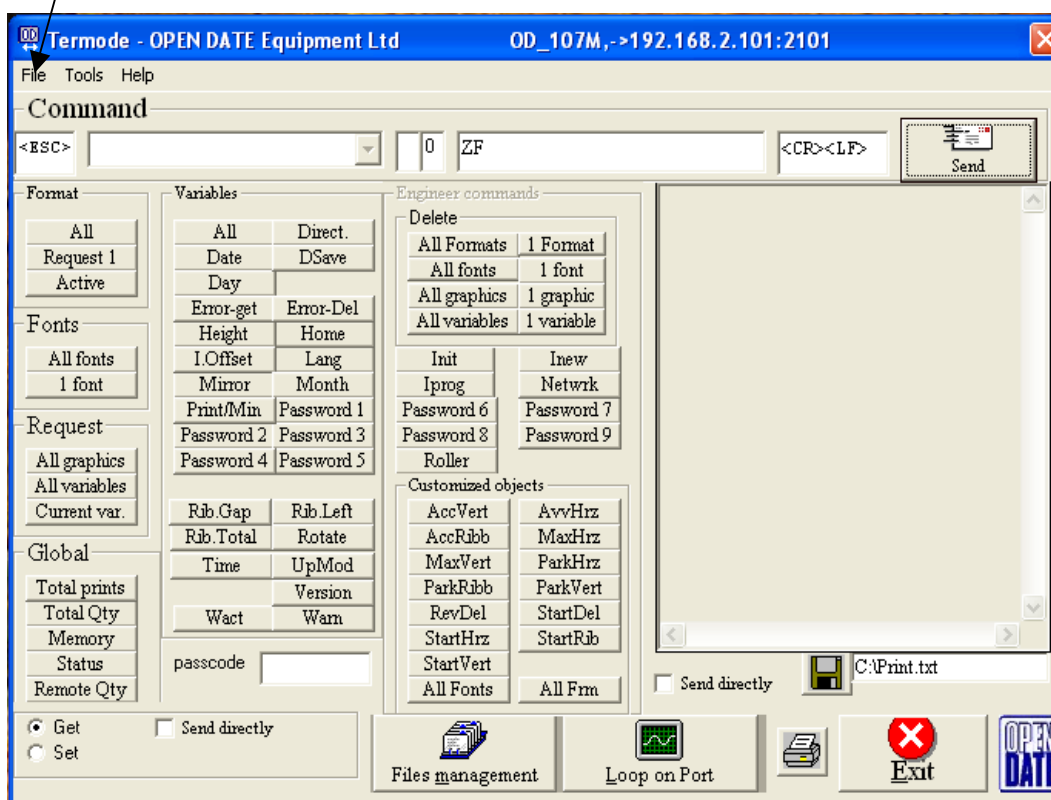 OD Termode - OPEN DATE Equipment Ltd OD_107M,->192.168.2.101:2101
File Tools Help
Command
<ESC> 0 ZF <CR><LF> Send
Format
All
Request 1
Active
Fonts
All fonts
1 font
Request
All graphics
All variables
Current var.
Global
Total prints
Total Qty
Memory
Status
Remote Qty
Variables
All Direct.
Date DSave
Day
Error-get Error-Del
Height Home
I.Offset Lang
Mirror Month
Print/Min Password 1
Password 2 Password 3
Password 4 Password 5
Rib.Gap Rib.Left
Rib.Total Rotate
Time UpMod
Version
Wact Warn
passcode
Engineer commands
Delete
All Formats 1 Format
All fonts 1 font
All graphics 1 graphic
All variables 1 variable
Init Inew
Iprog Netwrk
Password 6 Password 7
Password 8 Password 9
Roller
Customized objects
AccVert AvvHrz
AccRibb MaxHrz
MaxVert ParkHrz
ParkRibb ParkVert
RevDel StartDel
StartHrz StartRib
StartVert
All Fonts All Frm
Send directly C:\Print.txt
Get Send directly
Set
Files management Loop on Port Exit
OPEN
DATE